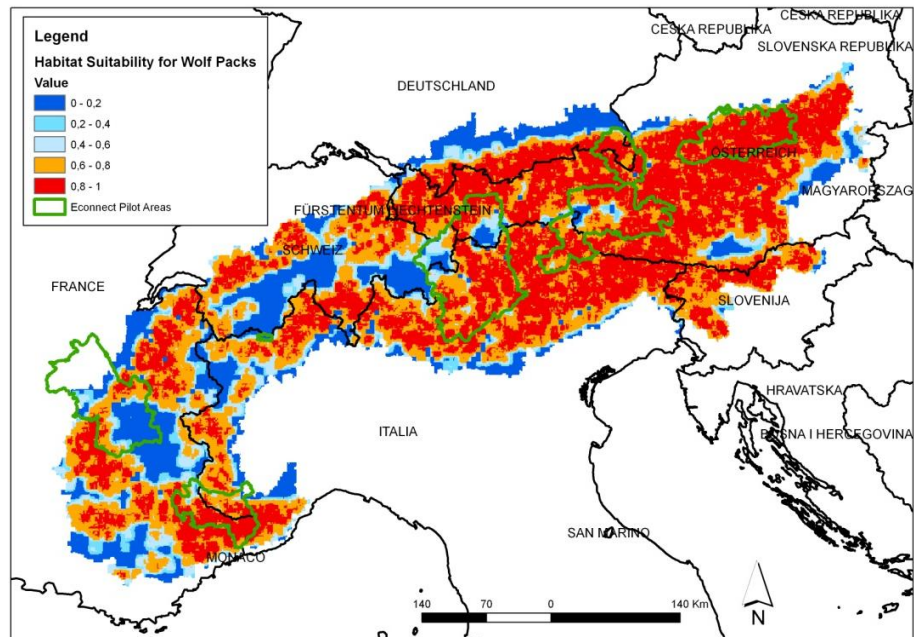 Legend
Habitat Suitability for Wolf Packs
Value
0 - 0,2
0,2 - 0,4
0,4 - 0,6
0,6 - 0,8
0,8 - 1
Econnect Pilot Areas
CESKA REPUBLIKA
CESKA REPUBLIKA
SLOVENSKA REPUBLIKA
DEUTSCHLAND
ÖSTERREICH
MAGYARORSZAG
FÜRSTENTUM LIECHTENSTEIN
SCHWEIZ
FRANCE
SLOVENIJA
HRAVATSKA
ITALIA
BOSNA I HERCEGOVINA
SAN MARINO
MONACO
140 70 0 140 Km
N